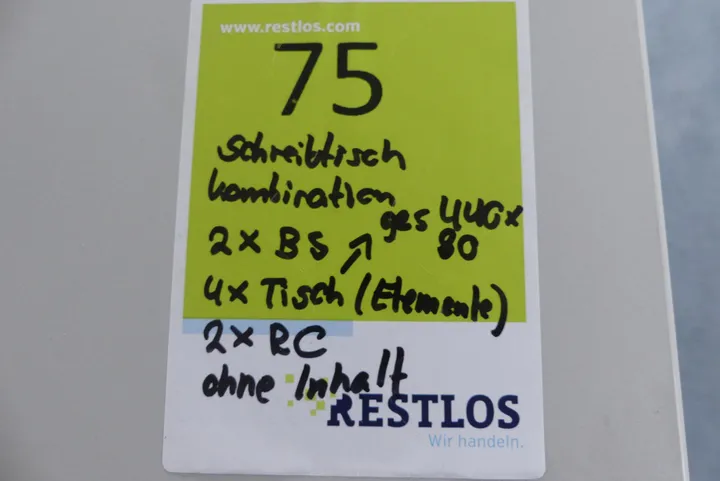 www.restlos.com
75
Schreibtisch
kombination
ges 440x
80
2x BS
4x Tisch (Elemente)
2x RC
ohne Inhalt
RESTLOS
Wir handeln.